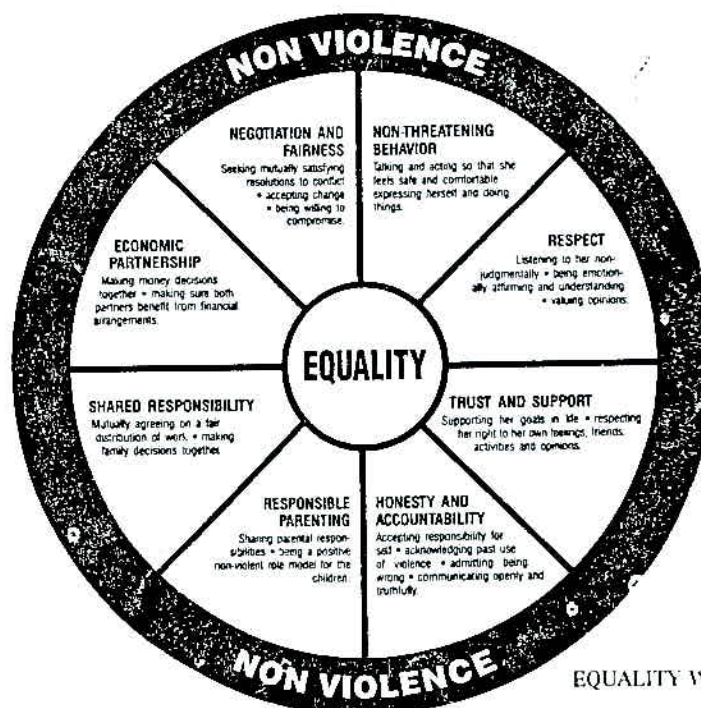 NON VIOLENCE
NEGOTIATION AND
FAIRNESS
Seeking mutually satisfying
resolutions to conflict
• accepting change
• being willing to
compromise.
NON-THREATENING
BEHAVIOR
Talking and acting so that she
feels safe and comfortable
expressing herself and doing
things.
RESPECT
Listening to her non-
judgmentally • being emotion-
ally affirming and understanding
• valuing opinions.
TRUST AND SUPPORT
Supporting her goals in life • respecting
her right to her own feelings, friends,
activities and opinions.
HONESTY AND
ACCOUNTABILITY
Accepting responsibility for
self • acknowledging past use
of violence • admitting being
wrong • communicating openly and
truthfully.
RESPONSIBLE
PARENTING
Sharing parental respon-
sibilities • being a positive
non-violent role model for the
children.
SHARED RESPONSIBILITY
Mutually agreeing on a fair
distribution of work. • making
family decisions together.
ECONOMIC
PARTNERSHIP
Making money decisions
together • making sure both
partners benefit from financial
arrangements.
EQUALITY
NON VIOLENCE
EQUALITY W